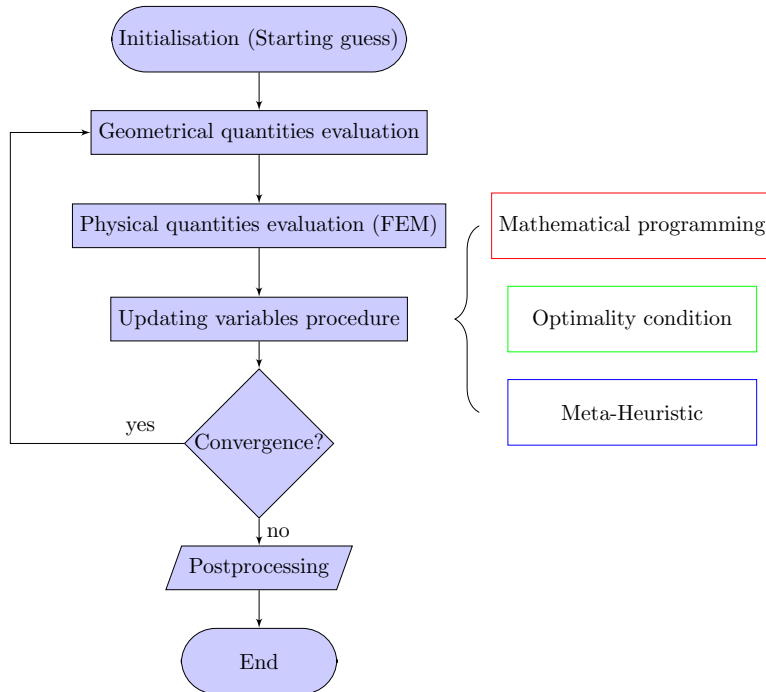 Initialisation (Starting guess)
Geometrical quantities evaluation
Physical quantities evaluation (FEM)
Mathematical programming
Updating variables procedure
Optimality condition
Meta-Heuristic
yes
Convergence?
no
Postprocessing
End